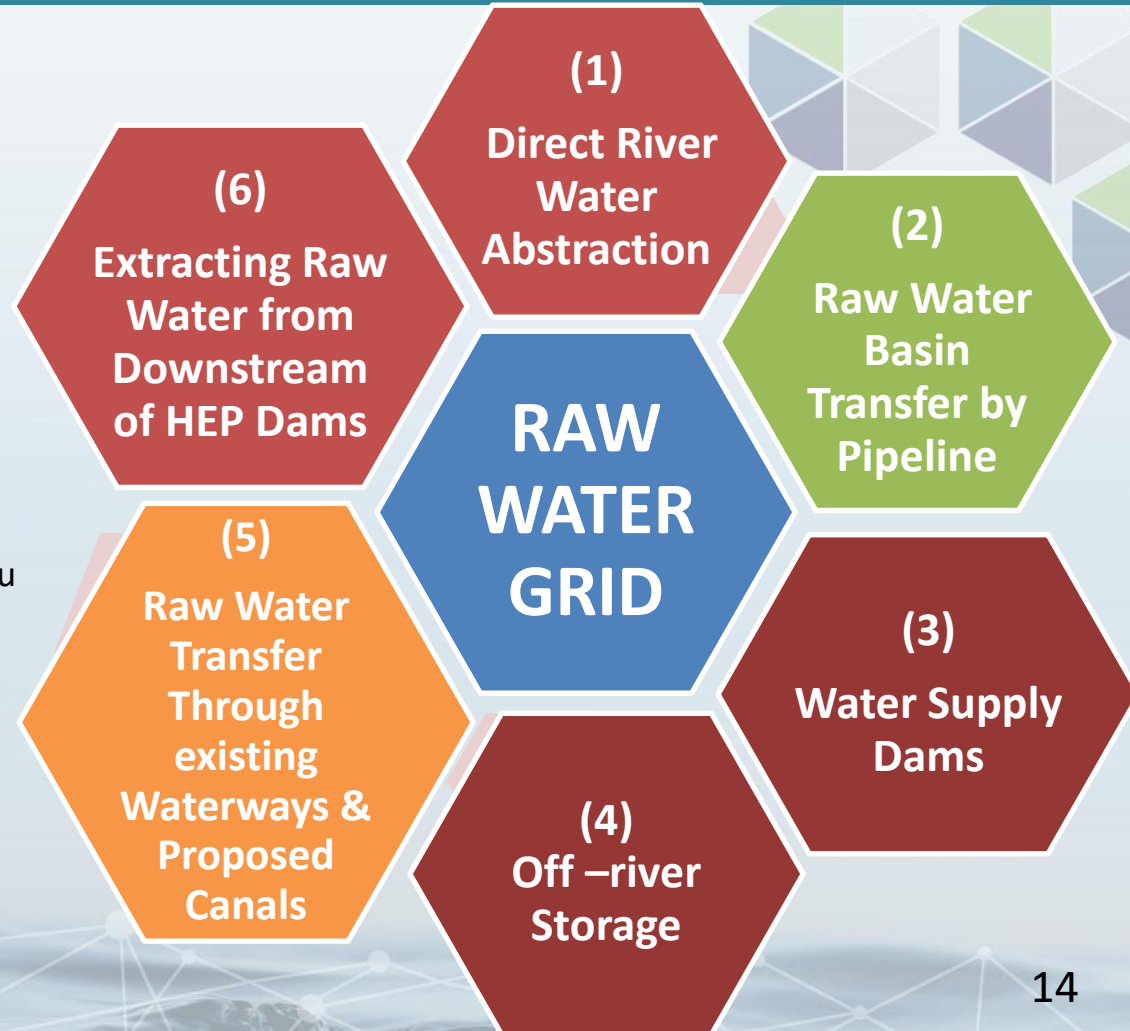 (1)
Direct River
Water
Abstraction
(2)
Raw Water
Basin
Transfer by
Pipeline
(3)
Water Supply
Dams
(4)
Off –river
Storage
(5)
Raw Water
Transfer
Through
existing
Waterways &
Proposed
Canals
(6)
Extracting Raw
Water from
Downstream
of HEP Dams
RAW
WATER
GRID
u
14